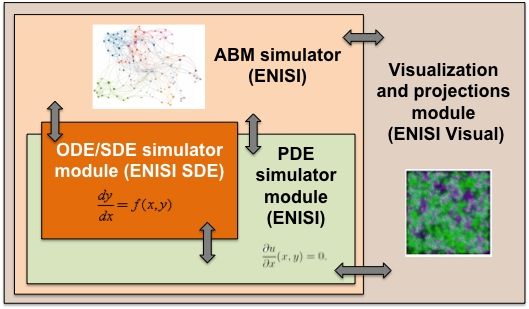 ABM simulator
(ENISI)
Visualization
and projections
module
(ENISI Visual)
ODE/SDE simulator
module (ENISI SDE)
dy/dx = f(x, y)
PDE
simulator
module
(ENISI)
∂u/∂x (x, y) = 0.